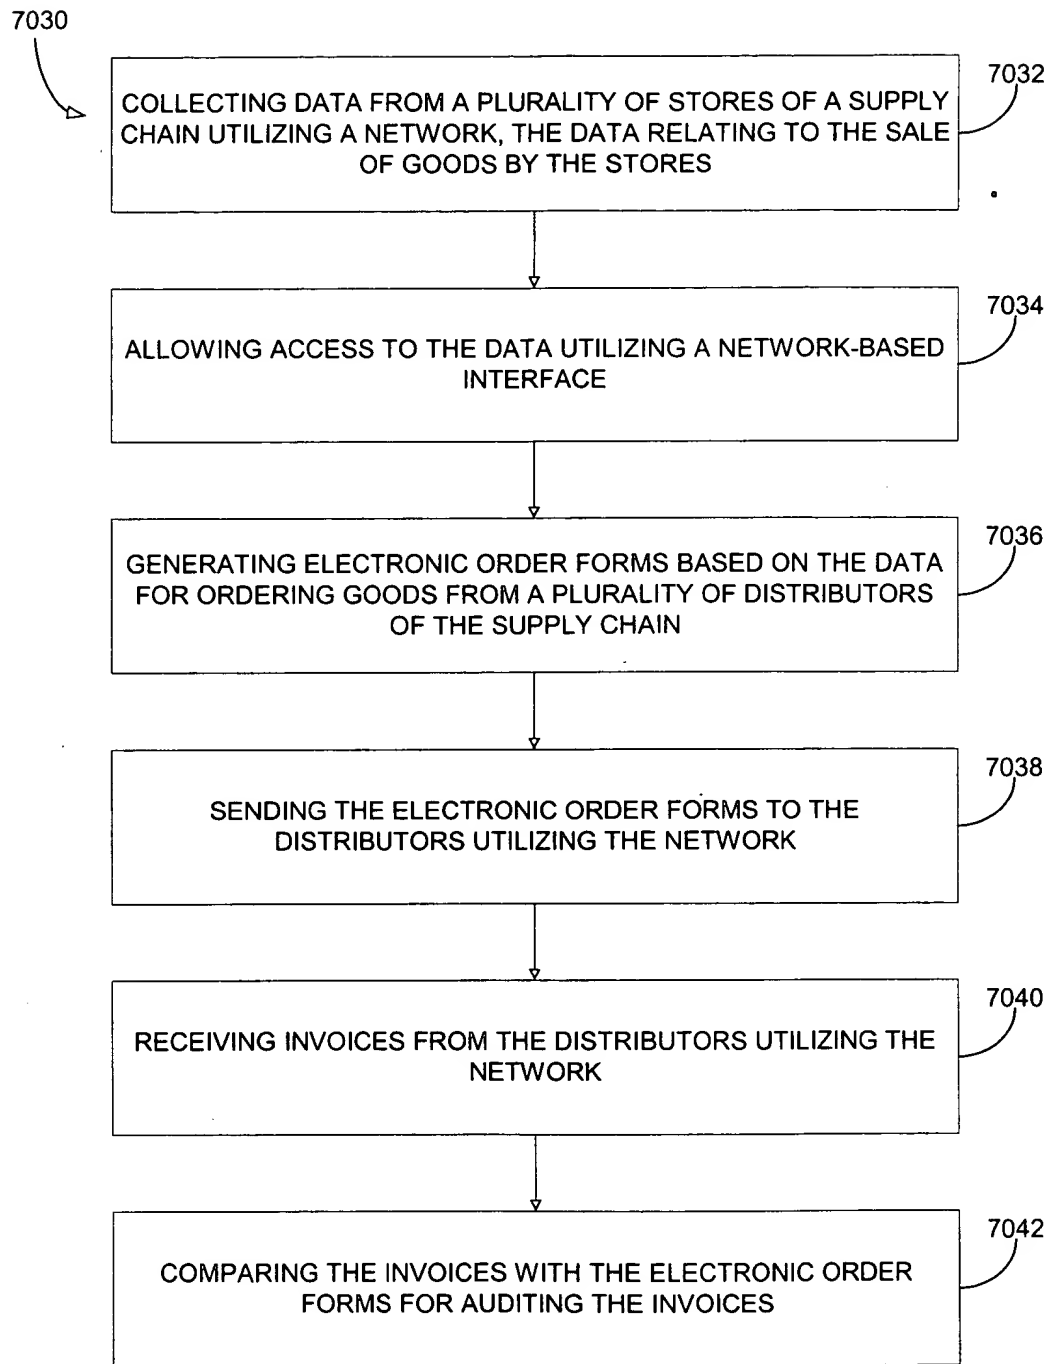 7030
7032
COLLECTING DATA FROM A PLURALITY OF STORES OF A SUPPLY
CHAIN UTILIZING A NETWORK, THE DATA RELATING TO THE SALE
OF GOODS BY THE STORES
7034
ALLOWING ACCESS TO THE DATA UTILIZING A NETWORK-BASED
INTERFACE
7036
GENERATING ELECTRONIC ORDER FORMS BASED ON THE DATA
FOR ORDERING GOODS FROM A PLURALITY OF DISTRIBUTORS
OF THE SUPPLY CHAIN
7038
SENDING THE ELECTRONIC ORDER FORMS TO THE
DISTRIBUTORS UTILIZING THE NETWORK
7040
RECEIVING INVOICES FROM THE DISTRIBUTORS UTILIZING THE
NETWORK
7042
COMPARING THE INVOICES WITH THE ELECTRONIC ORDER
FORMS FOR AUDITING THE INVOICES